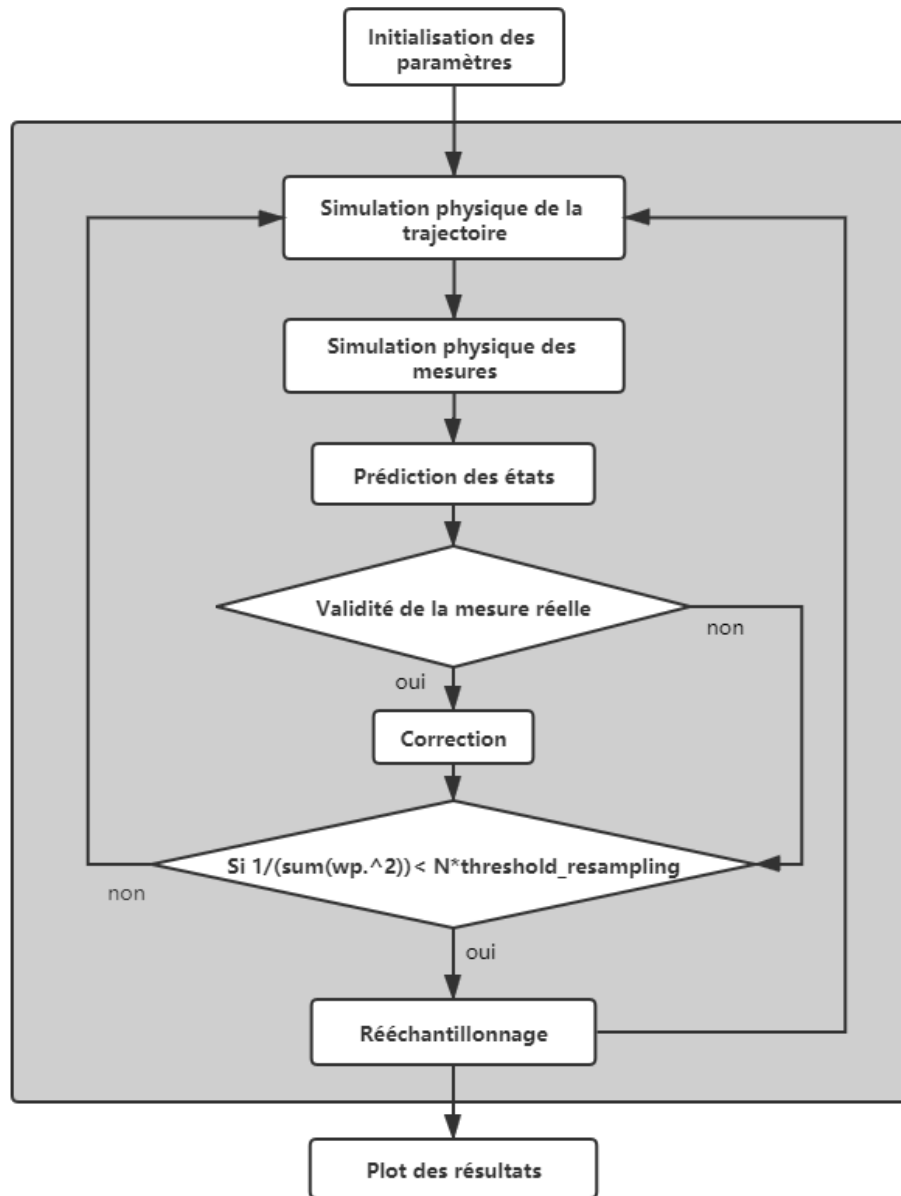 Initialisation des
paramètres
Simulation physique de la
trajectoire
Simulation physique des
mesures
Prédiction des états
Validité de la mesure réelle
non
oui
Correction
Si 1/(sum(wp.^2))< N*threshold_resampling
non
oui
Rééchantillonnage
Plot des résultats